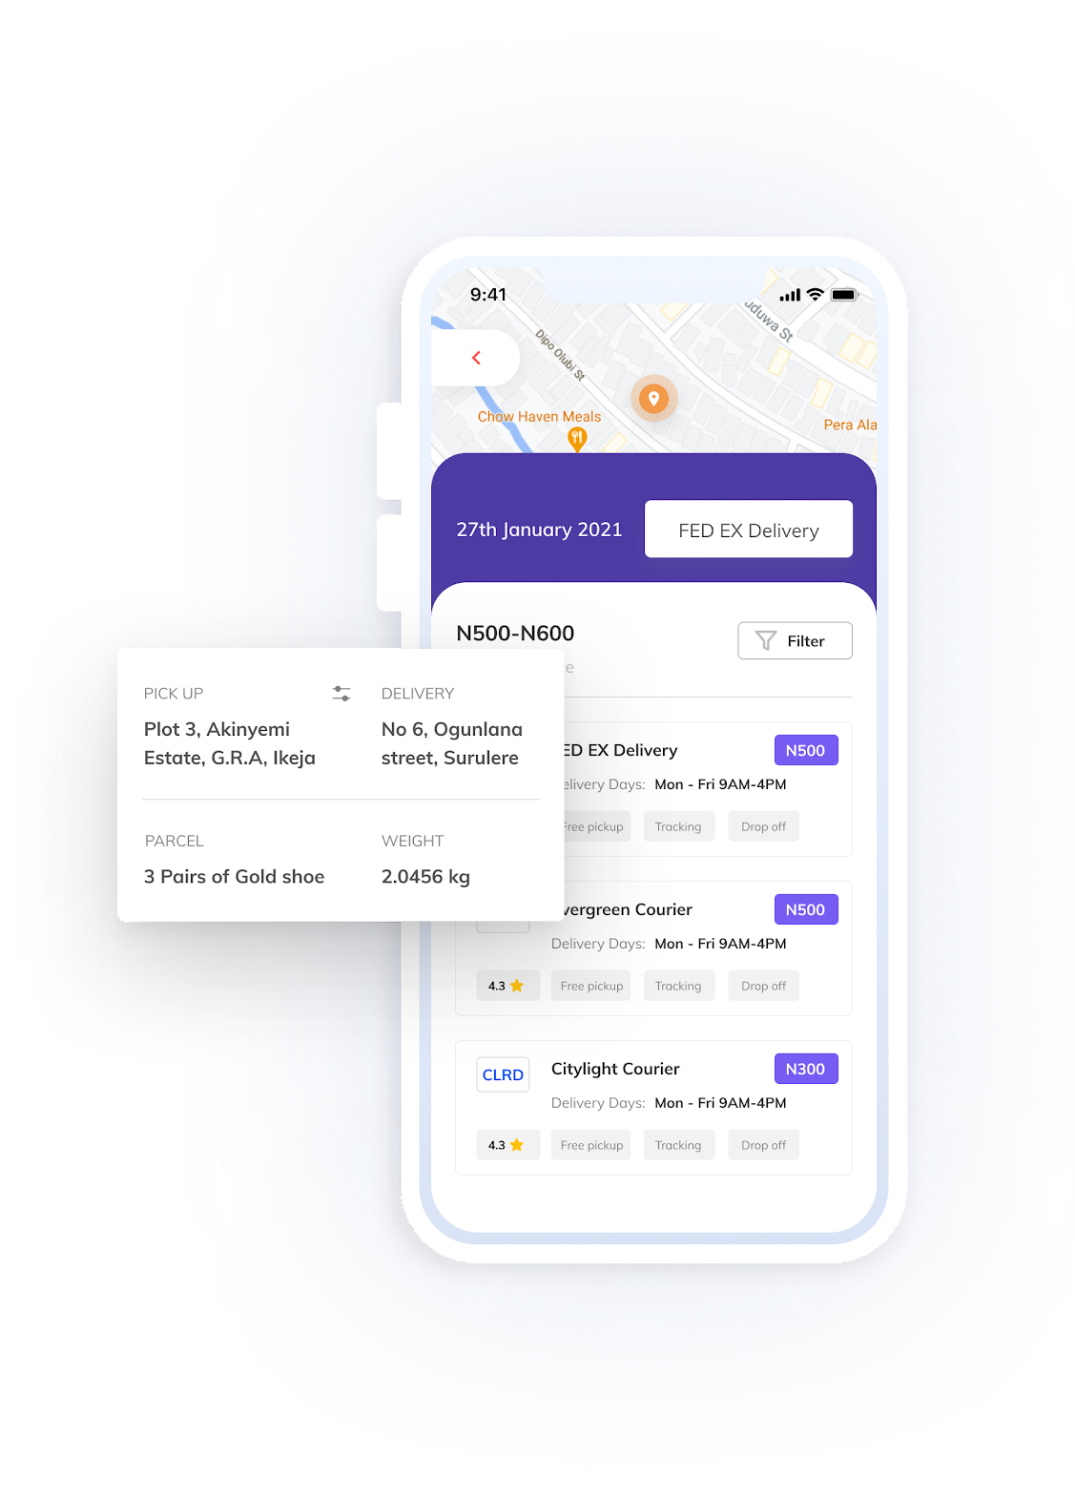 9:41
Dipo Olubi St
Chow Haven Meals
Pera Ala
27th January 2021
FED EX Delivery
N500-N600
Filter
PICK UP
DELIVERY
Plot 3, Akinyemi
Estate, G.R.A, Ikeja
No 6, Ogunlana
street, Surulere
PARCEL
WEIGHT
3 Pairs of Gold shoe
2.0456 kg
ED EX Delivery
N500
elivery Days: Mon - Fri 9AM-4PM
Free pickup
Tracking
Drop off
vergreen Courier
N500
Delivery Days: Mon - Fri 9AM-4PM
4.3
Free pickup
Tracking
Drop off
CLRD
Citylight Courier
N300
Delivery Days: Mon - Fri 9AM-4PM
4.3
Free pickup
Tracking
Drop off